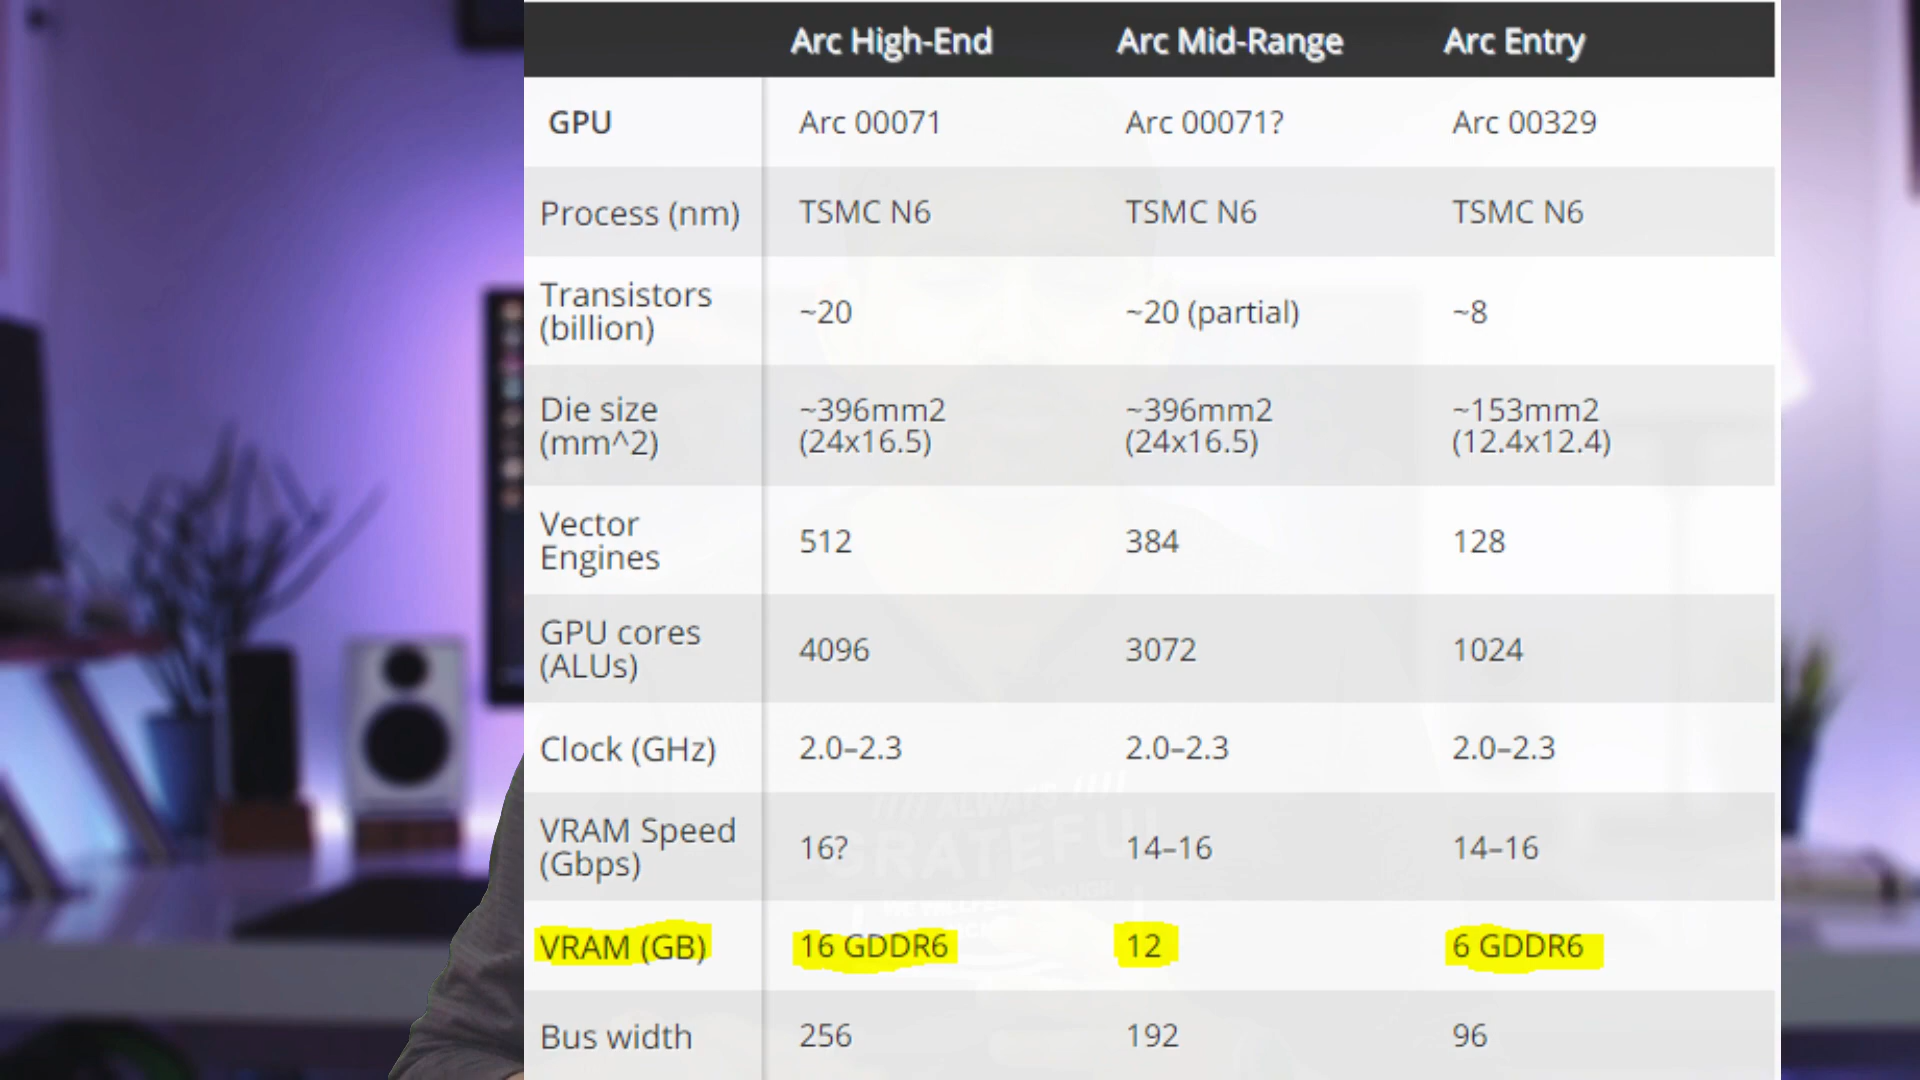 Arc High-End Arc Mid-Range Arc Entry
GPU Arc 00071 Arc 00071? Arc 00329
Process (nm) TSMC N6 TSMC N6 TSMC N6
Transistors
(billion) ~20 ~20 (partial) ~8
Die size
(mm^2) ~396mm2
(24x16.5) ~396mm2
(24x16.5) ~153mm2
(12.4x12.4)
Vector
Engines 512 384 128
GPU cores
(ALUs) 4096 3072 1024
Clock (GHz) 2.0–2.3 2.0–2.3 2.0–2.3
VRAM Speed
(Gbps) 16? 14–16 14–16
VRAM (GB) 16 GDDR6 12 6 GDDR6
Bus width 256 192 96
//// ALWAYS ////
GRATEFUL